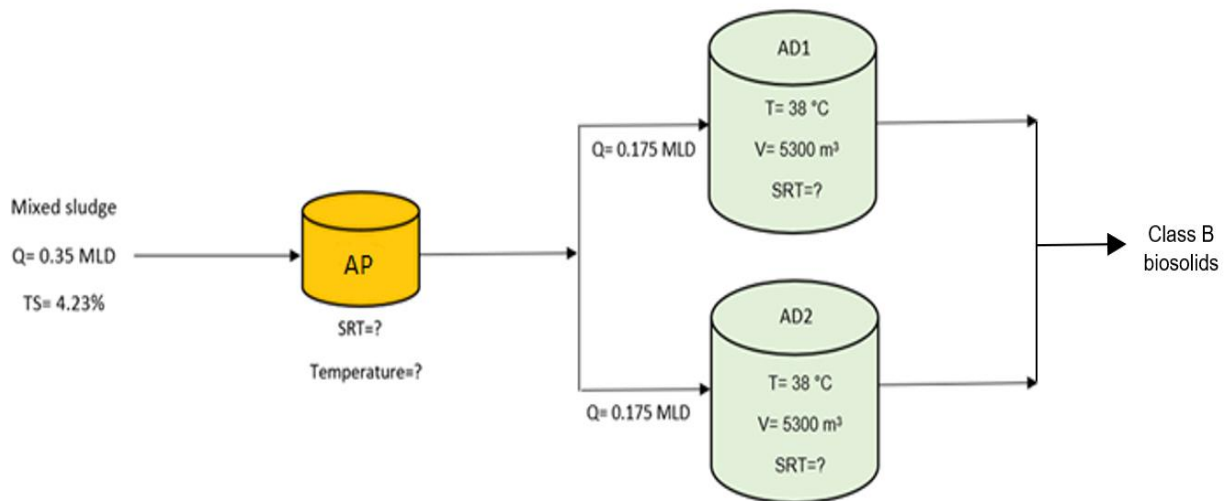 Mixed sludge
Q= 0.35 MLD
TS= 4.23%
AP
SRT=?
Temperature=?
Q= 0.175 MLD
AD1
T= 38 °C
V= 5300 m³
SRT=?
Q= 0.175 MLD
AD2
T= 38 °C
V= 5300 m³
SRT=?
Class B
biosolids